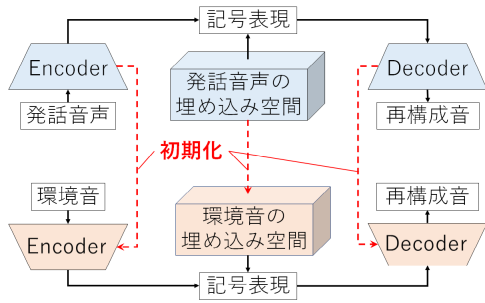 記号表現
Encoder
発話音声の
埋め込み空間
Decoder
発話音声
再構成音
初期化
環境音
再構成音
環境音の
埋め込み空間
Encoder
Decoder
記号表現